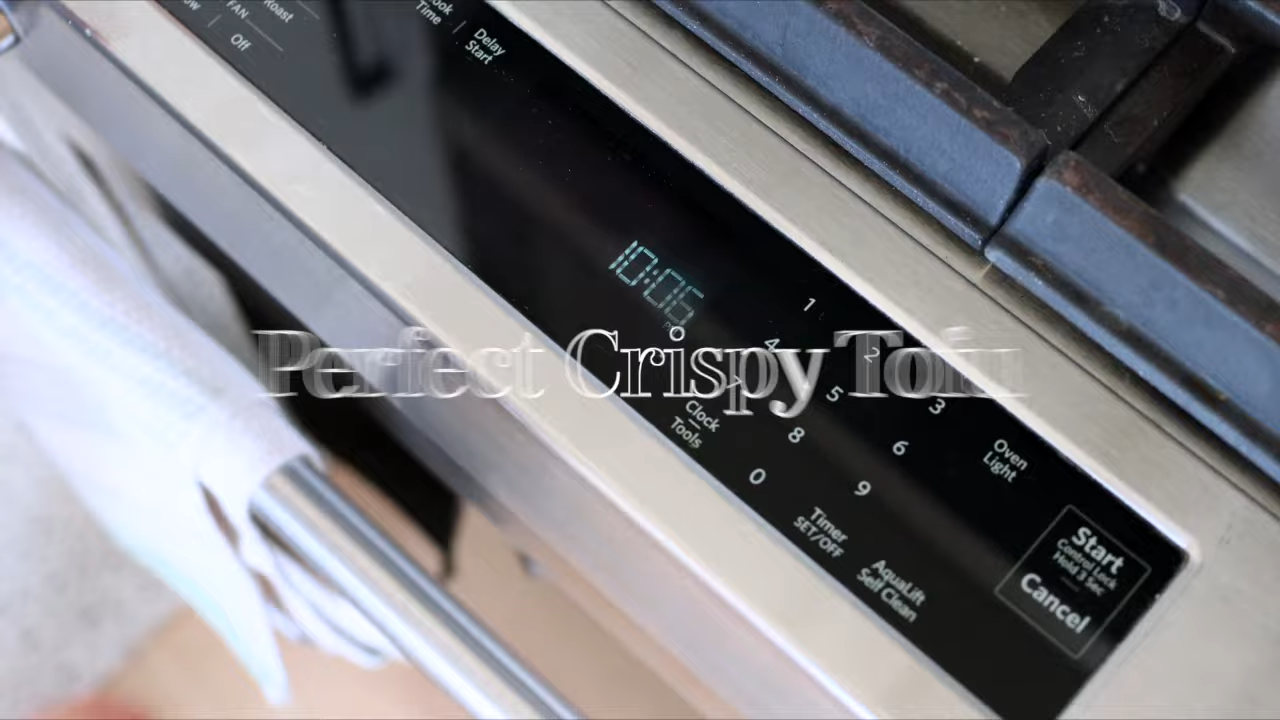 FAN
Roast
Off
Time
Delay
Start
10:06
Perfect Crispy Tofu
1
4
2
7
5
3
Clock
Tools
8
6
Oven
Light
0
9
Timer
SET/OFF
AquaLift
Self Clean
Start
Control Lock
Hold 3 Sec
Cancel